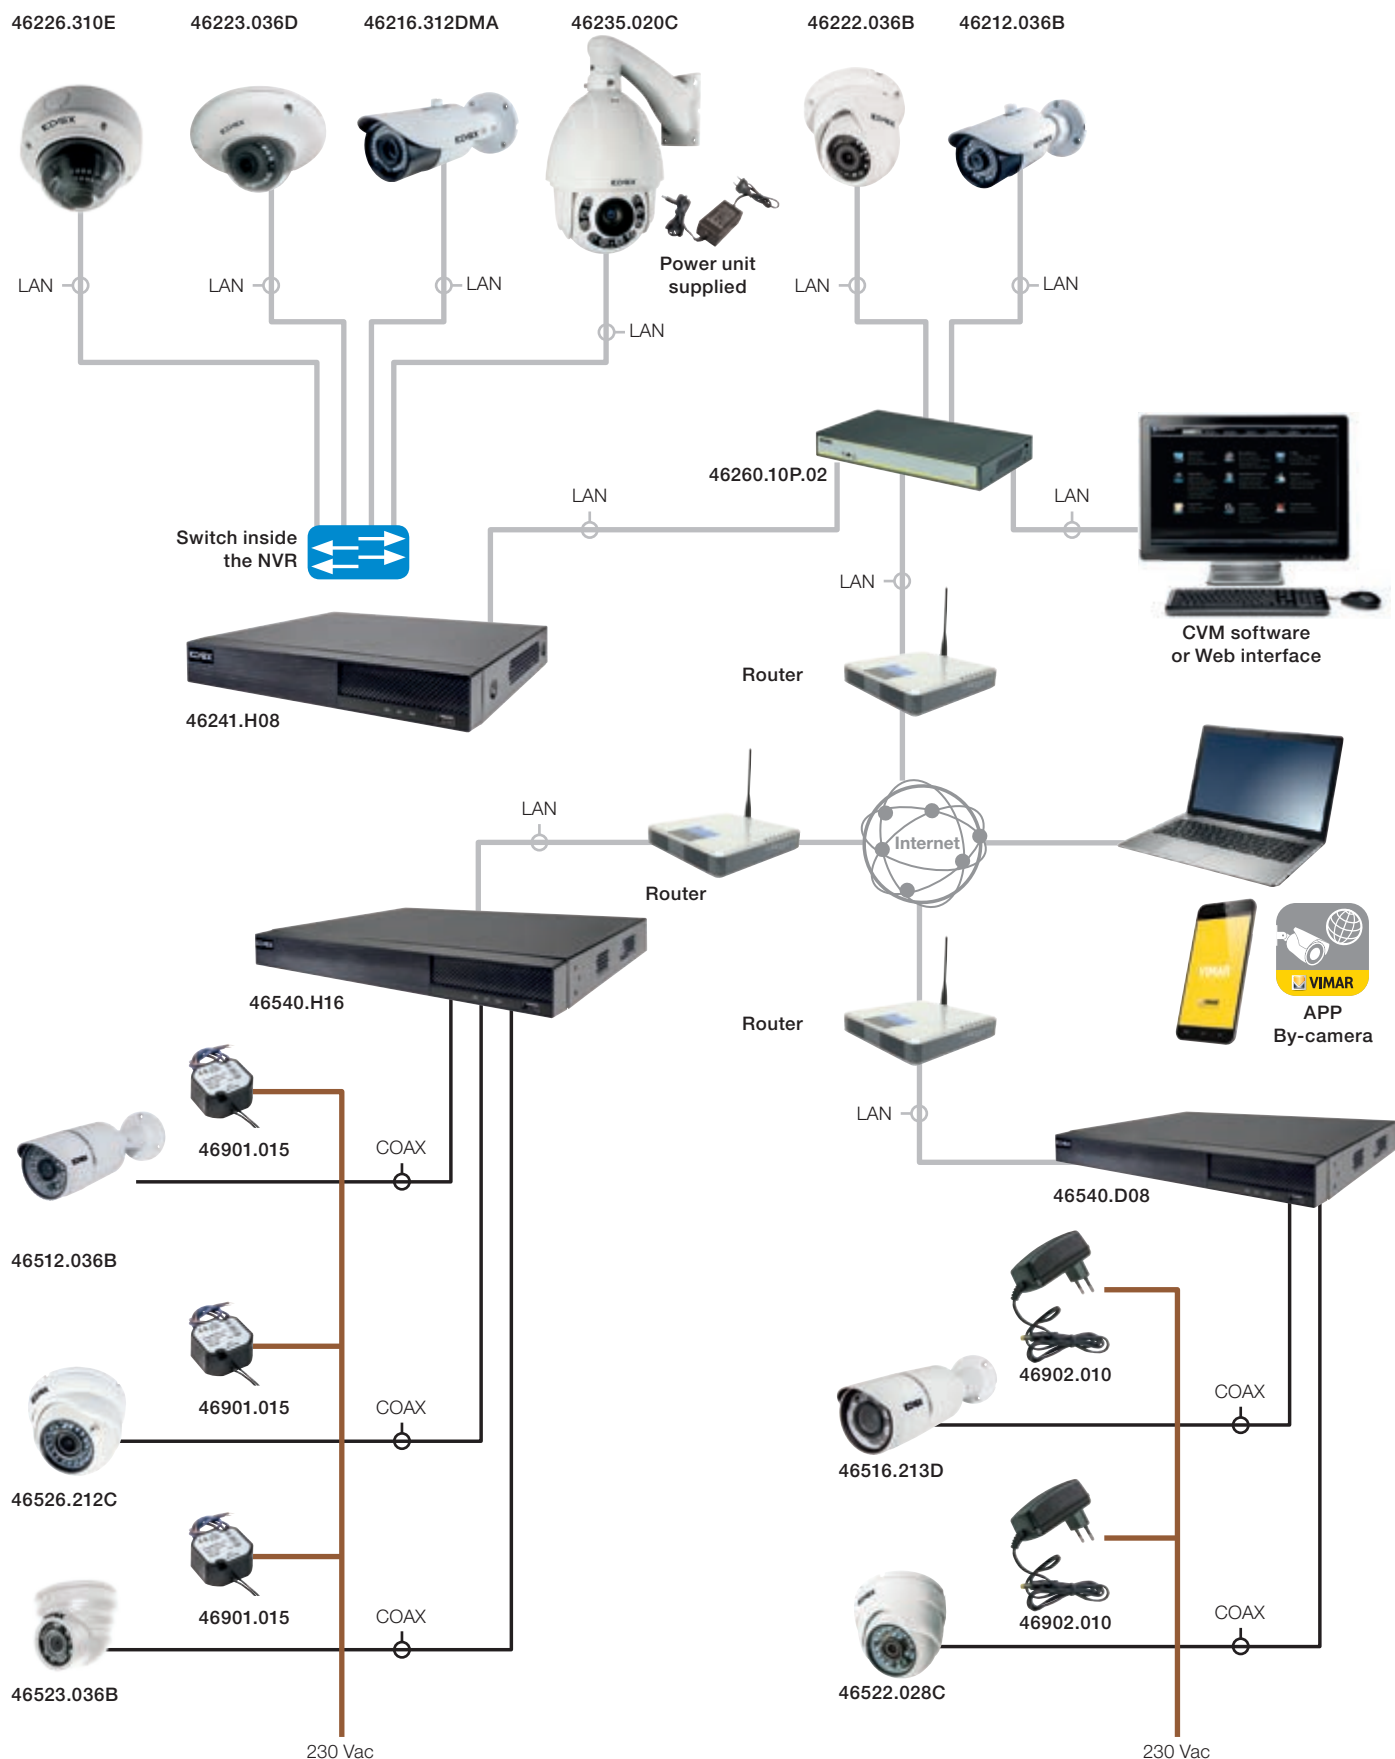 46226.310E
46223.036D
46216.312DMA
46235.020C
46222.036B
46212.036B
Power unit
supplied
LAN
LAN
LAN
LAN
LAN
LAN
46260.10P.02
LAN
LAN
Switch inside
the NVR
LAN
CVM software
or Web interface
Router
46241.H08
LAN
Internet
Router
46540.H16
VIMAR
VIMAR
APP
By-camera
Router
LAN
46901.015
COAX
46540.D08
46512.036B
46902.010
46901.015
COAX
COAX
46516.213D
46526.212C
46901.015
COAX
46902.010
COAX
46523.036B
46522.028C
230 Vac
230 Vac